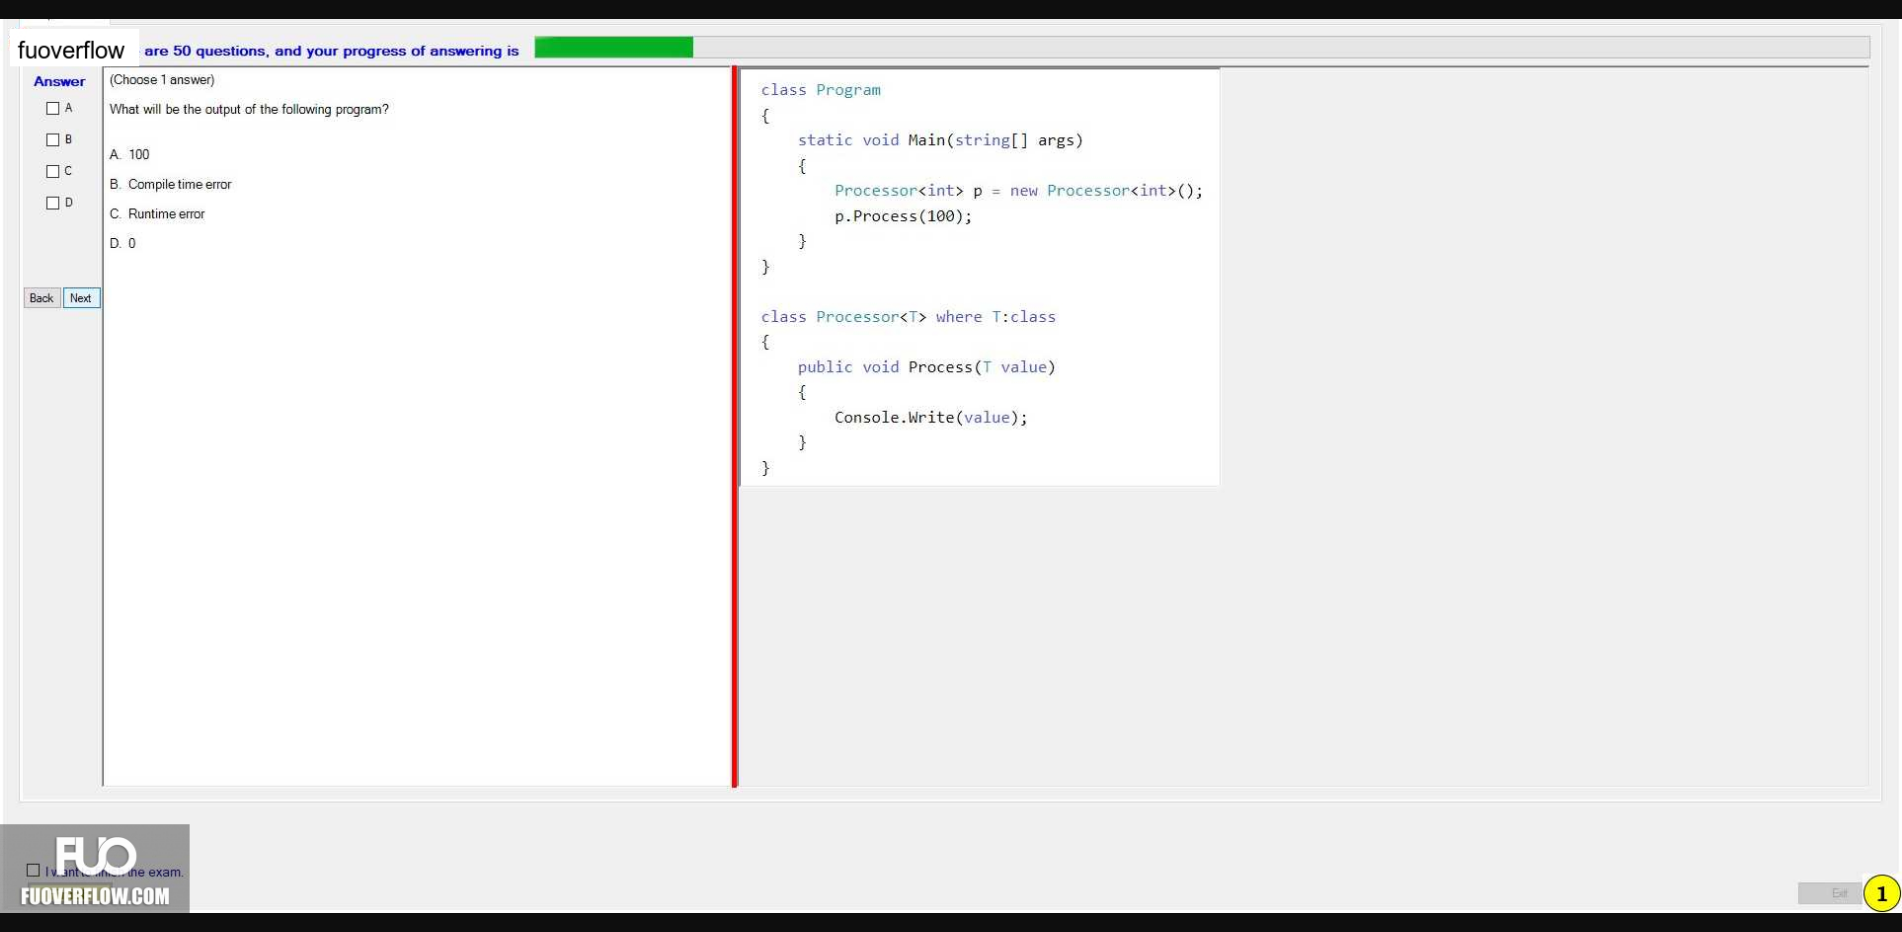 fuoverflow are 50 questions, and your progress of answering is
Answer
A
B
C
D
Back Next
(Choose 1 answer)
What will be the output of the following program?
A. 100
B. Compile time error
C. Runtime error
D. 0
class Program
{
static void Main(string[] args)
{
Processor<int> p = new Processor<int>();
p.Process(100);
}
}
class Processor<T> where T:class
{
public void Process(T value)
{
Console.Write(value);
}
}
FUO
I want to finish the exam.
FUOVERFLOW.COM
Exit
1